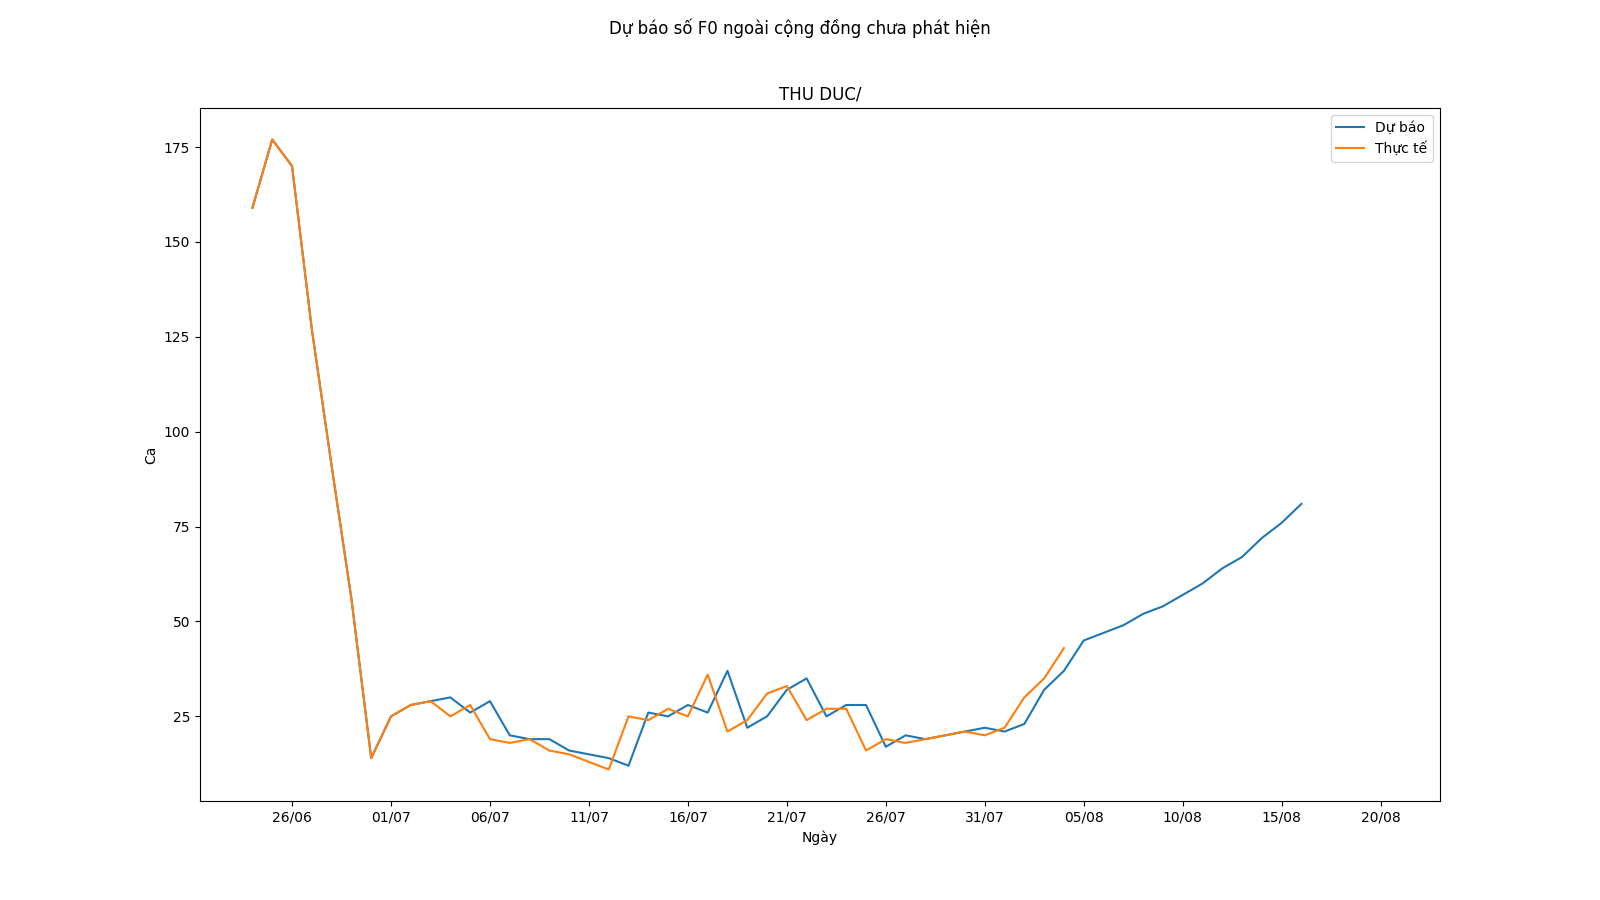 Dự báo số F0 ngoài cộng đồng chưa phát hiện
THU DUC/
Dự báo
Thực tế
175
150
125
100
75
50
25
Ca
26/06 01/07 06/07 11/07 16/07 21/07 26/07 31/07 05/08 10/08 15/08 20/08
Ngày